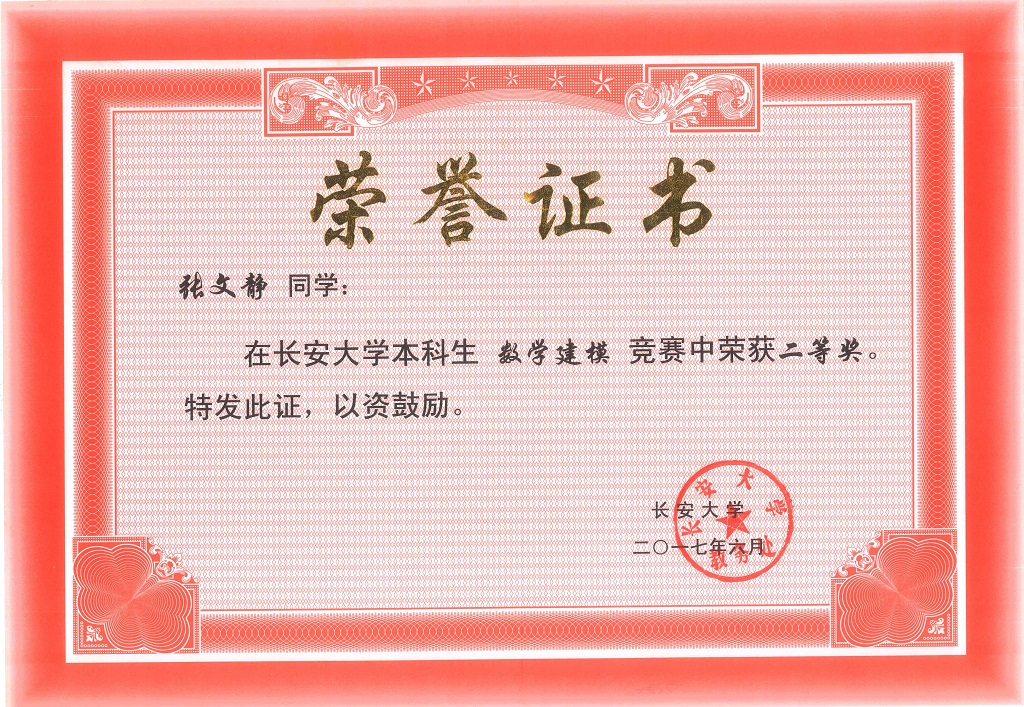 荣誉证书
张文静 同学：
在长安大学本科生 数学建模 竞赛中荣获二等奖。
特发此证，以资鼓励。
长安大学
二〇一七年六月
长安大学
教务处